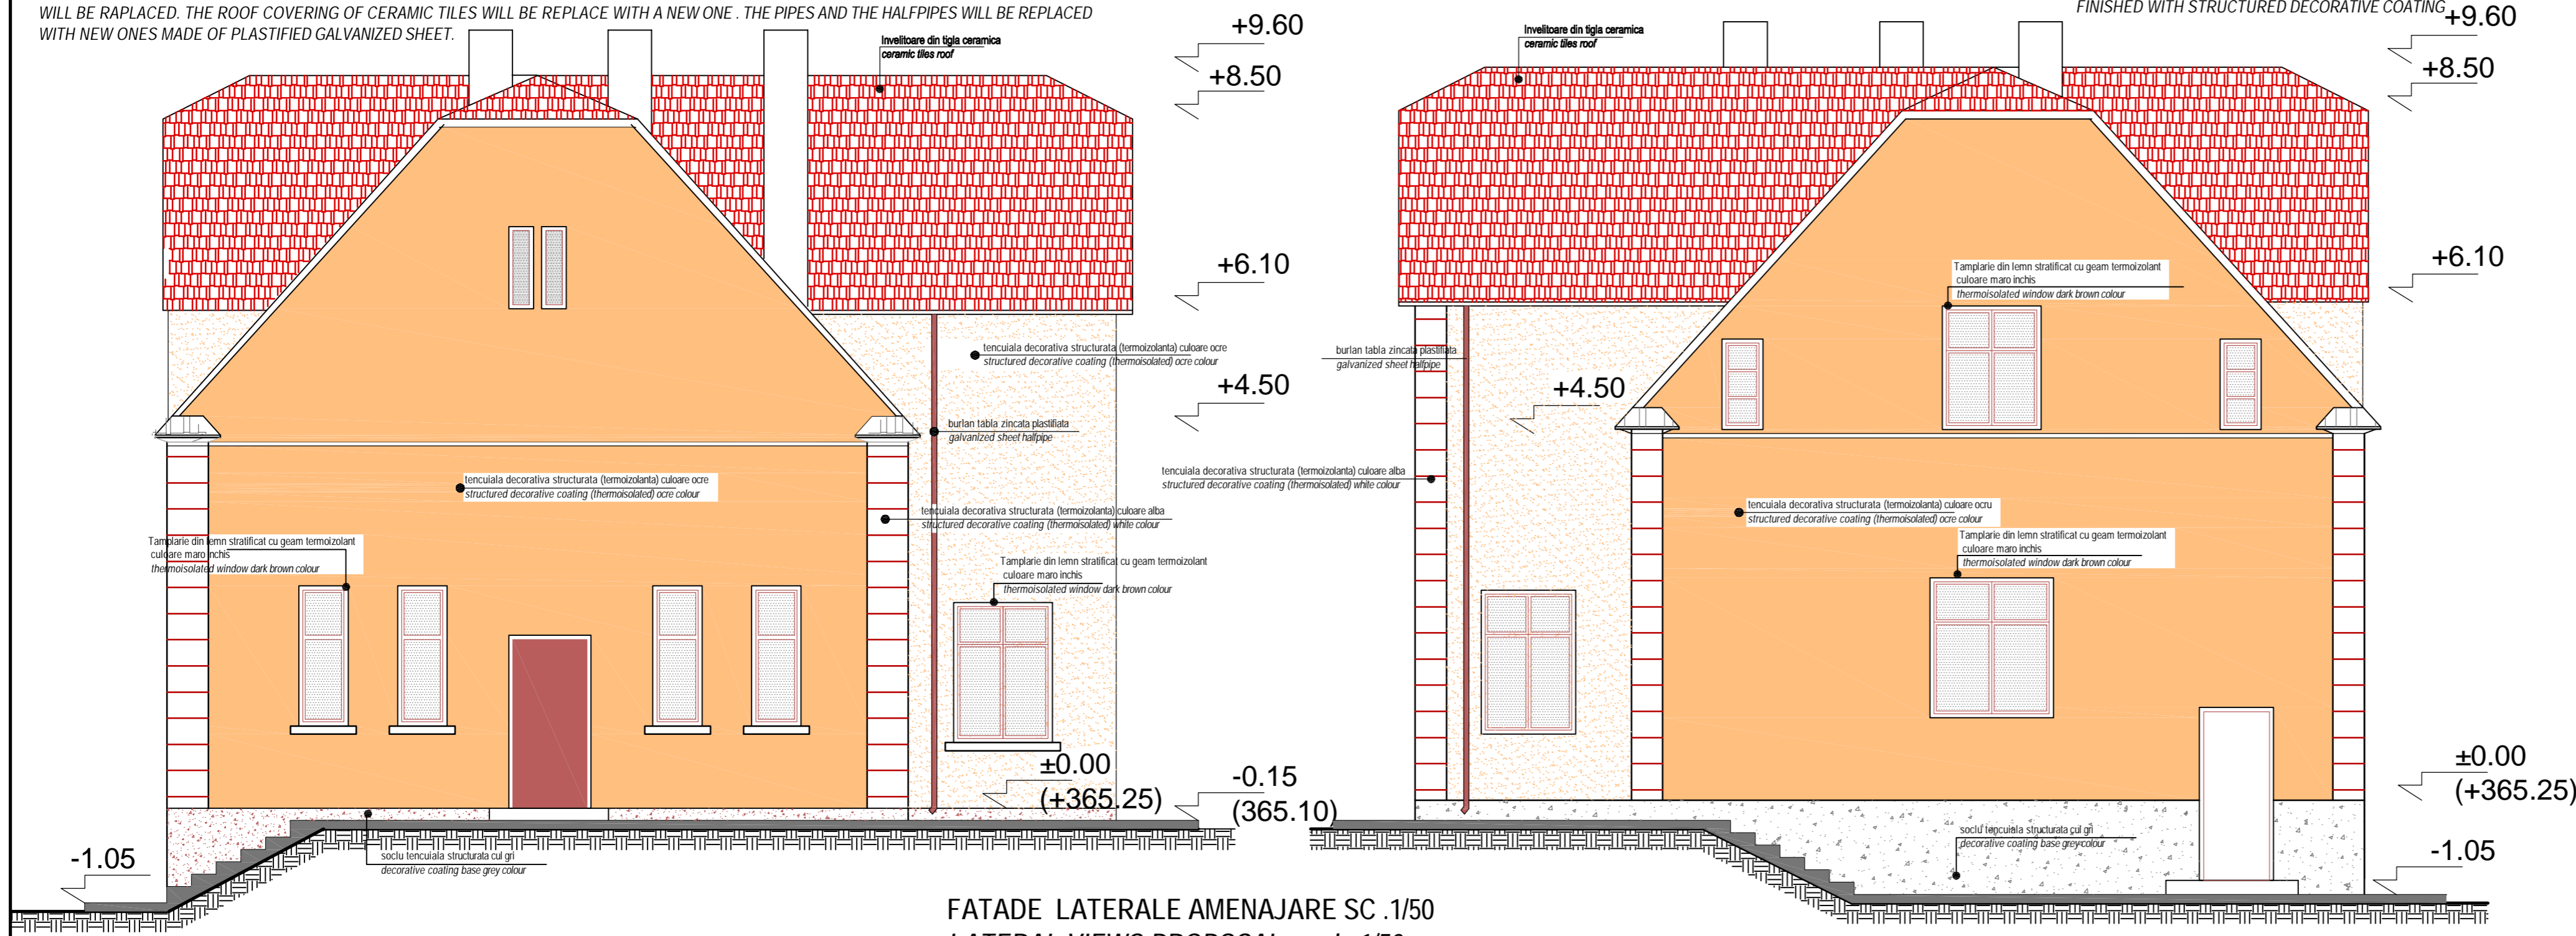 WILL BE RAPLACED. THE ROOF COVERING OF CERAMIC TILES WILL BE REPLACE WITH A NEW ONE . THE PIPES AND THE HALFPIPES WILL BE REPLACED
WITH NEW ONES MADE OF PLASTIFIED GALVANIZED SHEET.
Invelitoare din tigla ceramica
ceramic tiles roof
+9.60
+8.50
+6.10
tencuiala decorativa structurata (termoizolanta) culoare ocre
structured decorative coating (thermoisolated) ocre colour
+4.50
burlan tabla zincata plastifiata
galvanized sheet halfpipe
tencuiala decorativa structurata (termoizolanta) culoare ocre
structured decorative coating (thermoisolated) ocre colour
tencuiala decorativa structurata (termoizolanta) culoare alba
structured decorative coating (thermoisolated) white colour
Tamplarie din lemn stratificat cu geam termoizolant
culoare maro inchis
thermoisolated window dark brown colour
Tamplarie din lemn stratificat cu geam termoizolant
culoare maro inchis
thermoisolated window dark brown colour
±0.00
(+365.25)
-0.15
(365.10)
-1.05
soclu tencuiala structurata cul gri
decorative coating base grey colour
FINISHED WITH STRUCTURED DECORATIVE COATING
Invelitoare din tigla ceramica
ceramic tiles roof
+9.60
+8.50
+6.10
Tamplarie din lemn stratificat cu geam termoizolant
culoare maro inchis
thermoisolated window dark brown colour
burlan tabla zincata plastifiata
galvanized sheet halfpipe
+4.50
tencuiala decorativa structurata (termoizolanta) culoare alba
structured decorative coating (thermoisolated) white colour
tencuiala decorativa structurata (termoizolanta) culoare ocru
structured decorative coating (thermoisolated) ocre colour
Tamplarie din lemn stratificat cu geam termoizolant
culoare maro inchis
thermoisolated window dark brown colour
±0.00
(+365.25)
soclu tencuiala structurata cul gri
decorative coating base grey colour
-1.05
FATADE LATERALE AMENAJARE SC .1/50
LATERAL VIEWS PROPOSAL scale 1/50